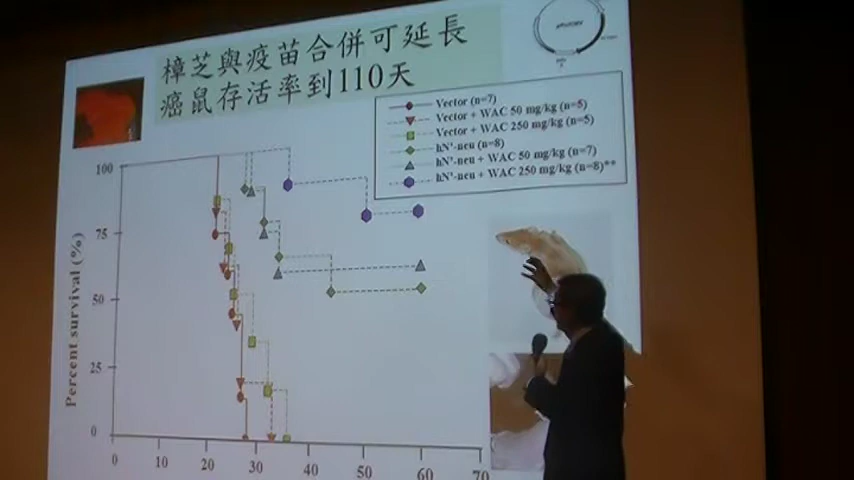 樟芝與疫苗合併可延長
癌鼠存活率到110天
Vector (n=7)
Vector + WAC 50 mg/kg (n=5)
Vector + WAC 250 mg/kg (n=5)
hN'-neu (n=8)
hN'-neu + WAC 50 mg/kg (n=7)
hN'-neu + WAC 250 mg/kg (n=8)**
Percent survival (%)
100
75
50
25
0
0 10 20 30 40 50 60 70